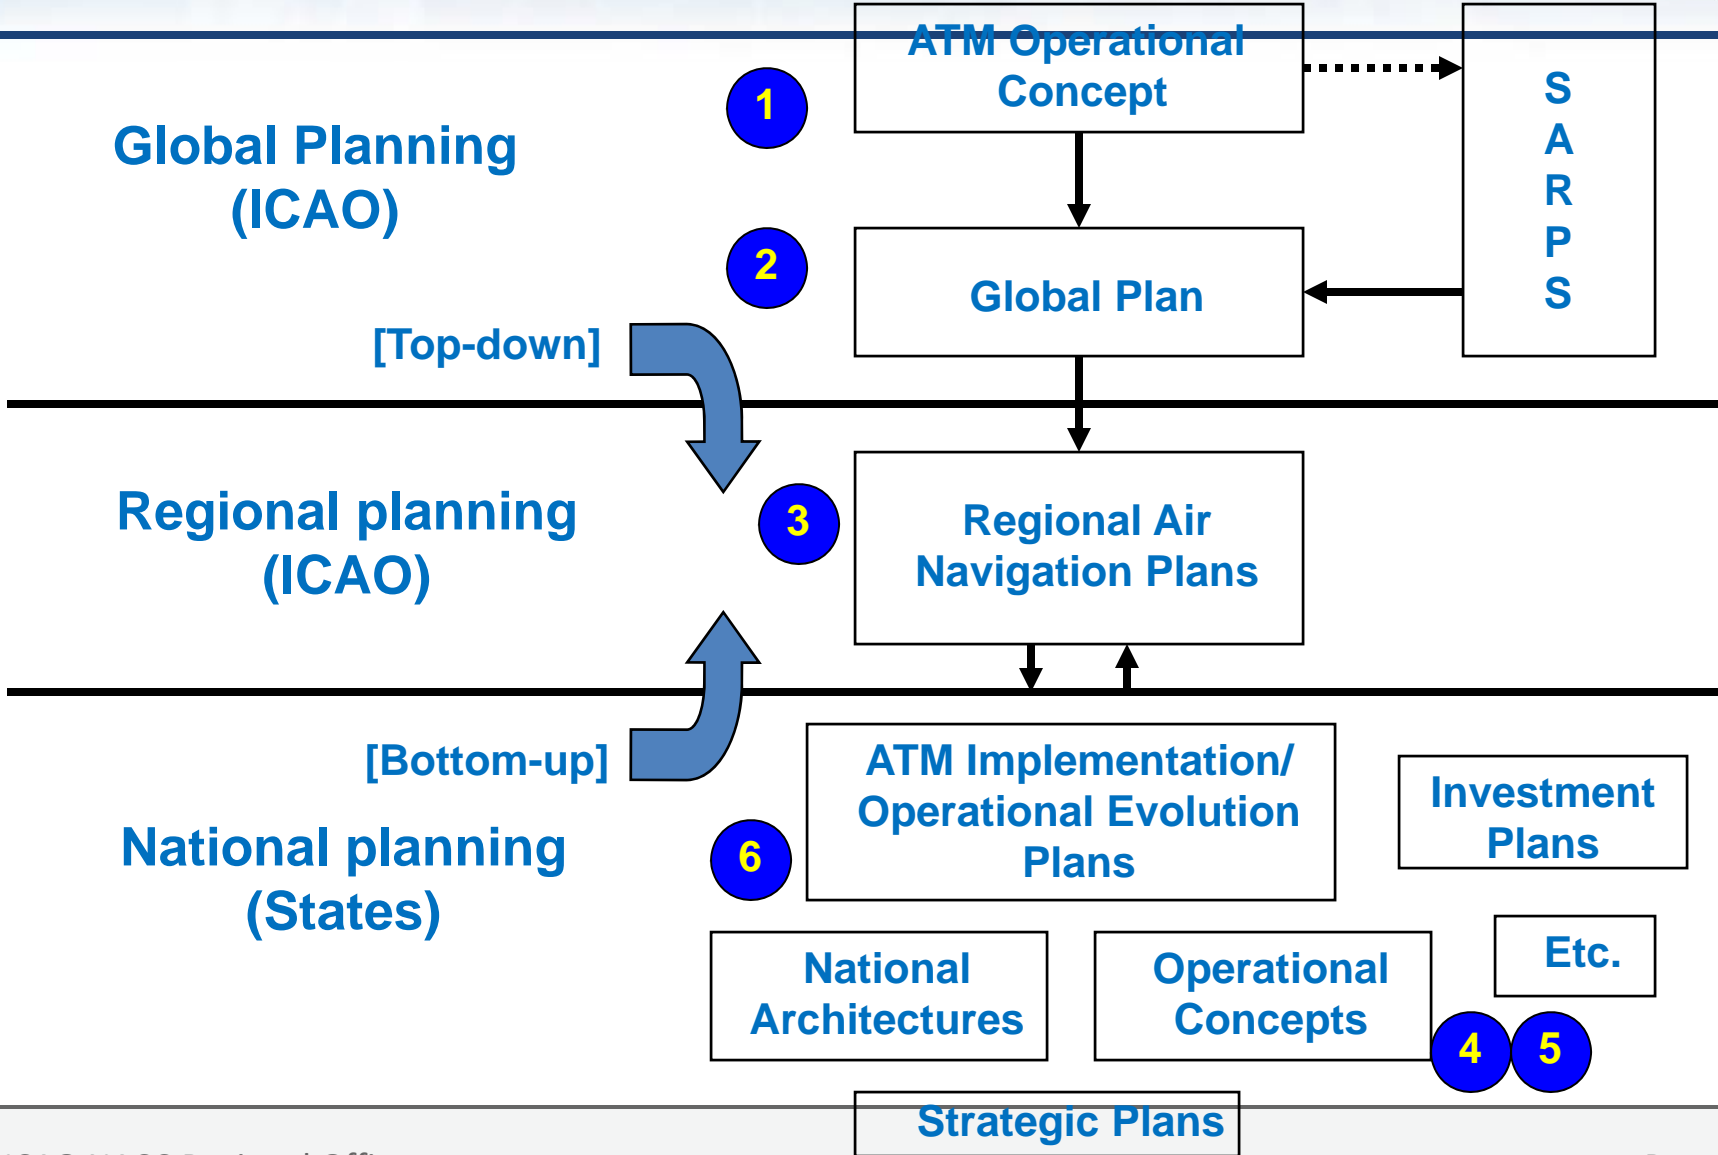 ATM Operational
Concept
1
S
A
R
P
S
Global Planning
(ICAO)
2
Global Plan
[Top-down]
Regional planning
(ICAO)
3
Regional Air
Navigation Plans
[Bottom-up]
ATM Implementation/
Operational Evolution
Plans
Investment
Plans
National planning
(States)
6
Etc.
National
Architectures
Operational
Concepts
4
5
Strategic Plans